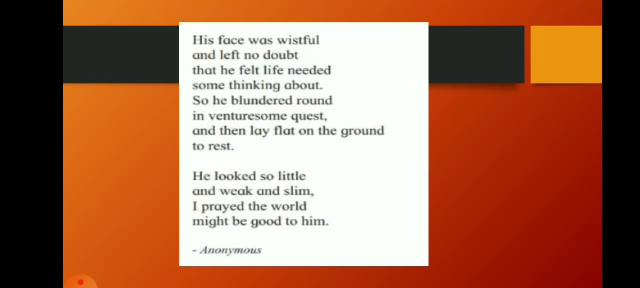 His face was wistful
and left no doubt
that he felt life needed
some thinking about.
So he blundered round
in venturesome quest,
and then lay flat on the ground
to rest.
He looked so little
and weak and slim,
I prayed the world
might be good to him.
- Anonymous